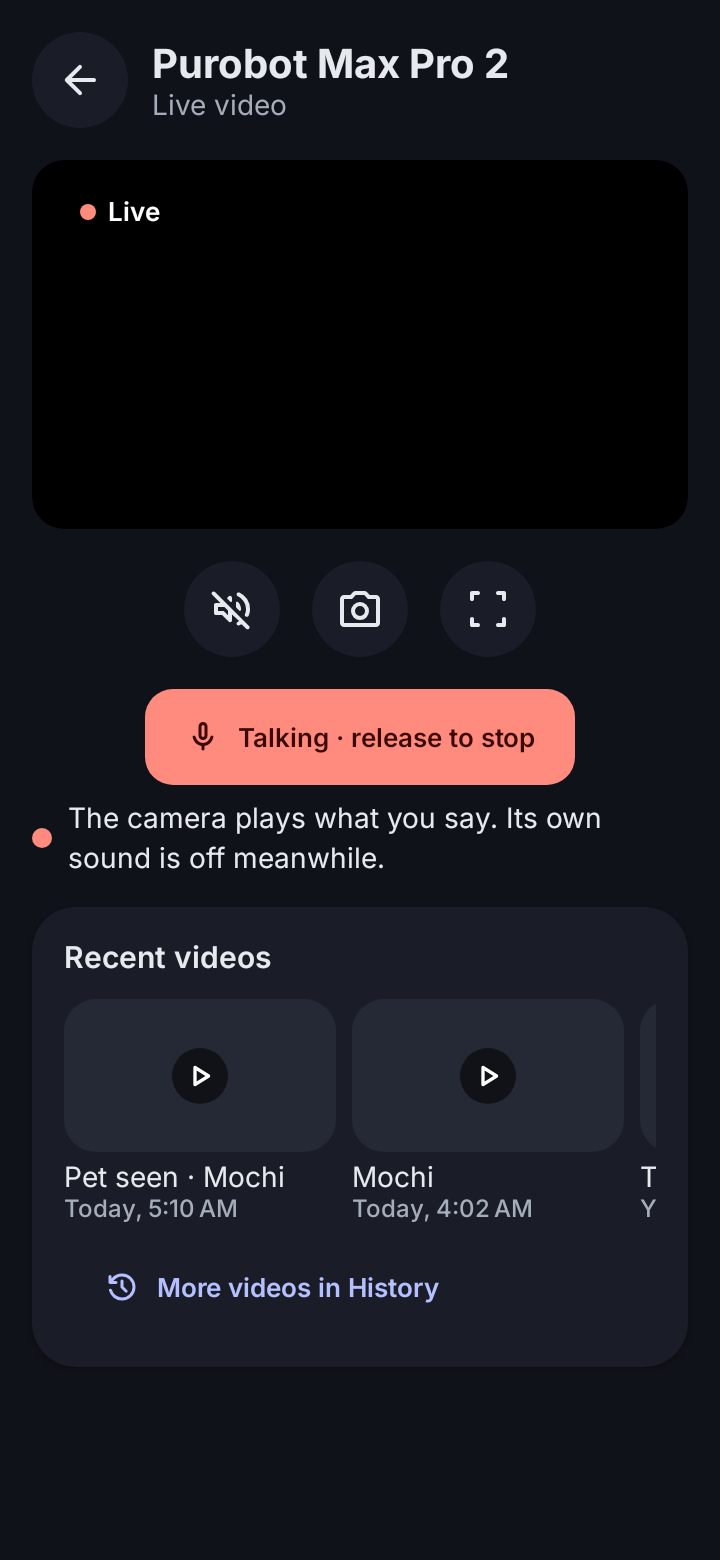 Purobot Max Pro 2
Live video
Live
Talking · release to stop
The camera plays what you say. Its own
sound is off meanwhile.
Recent videos
Pet seen · Mochi
Today, 5:10 AM
Mochi
Today, 4:02 AM
T
Y
More videos in History